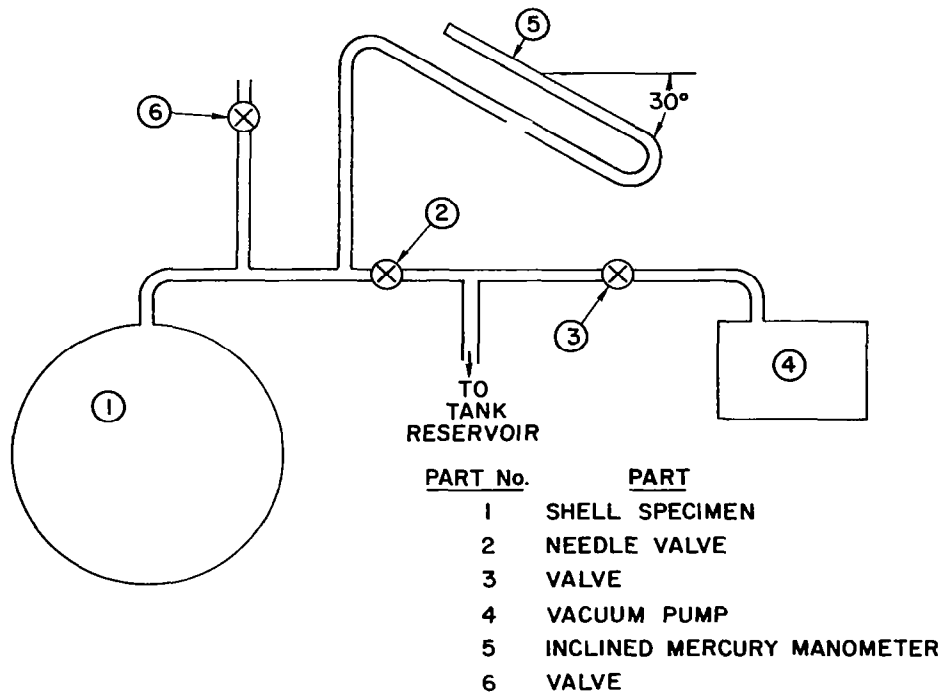 5
30°
6
2
3
4
1
TO
TANK
RESERVOIR
PART No. PART
1 SHELL SPECIMEN
2 NEEDLE VALVE
3 VALVE
4 VACUUM PUMP
5 INCLINED MERCURY MANOMETER
6 VALVE